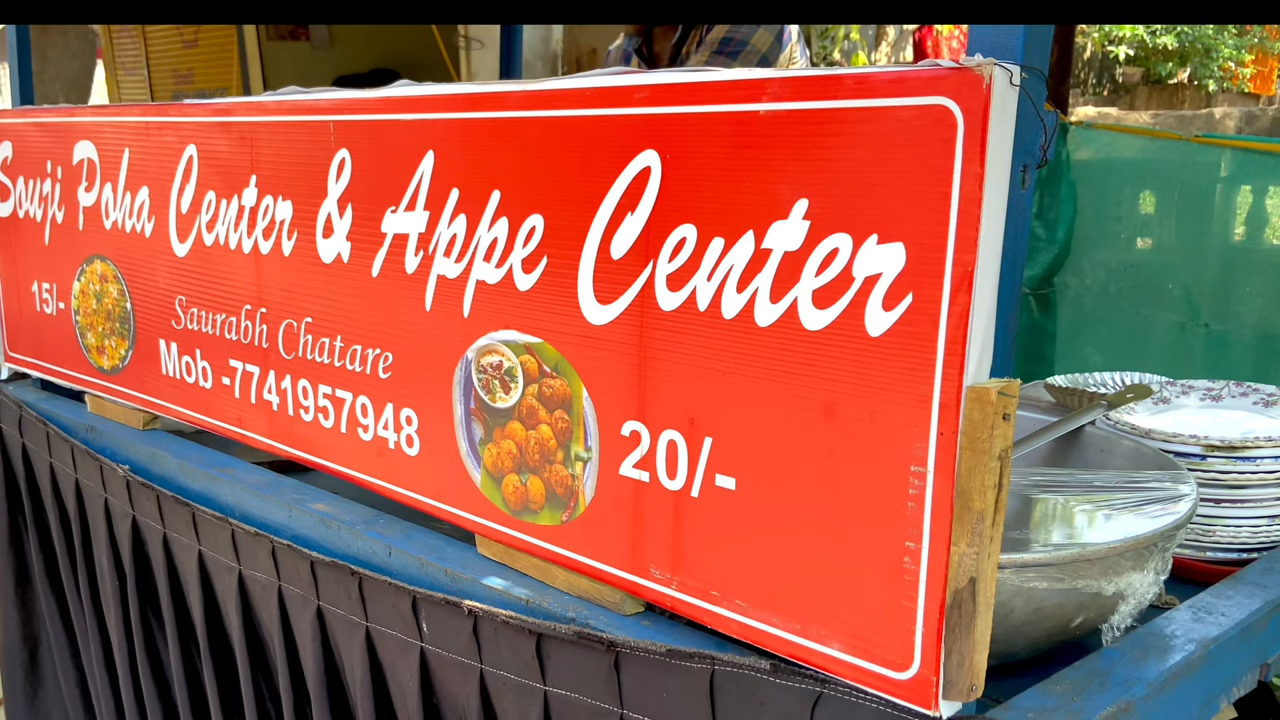 Souji Poha Center & Appe Center
15/-
Saurabh Chatare
Mob -7741957948
20/-